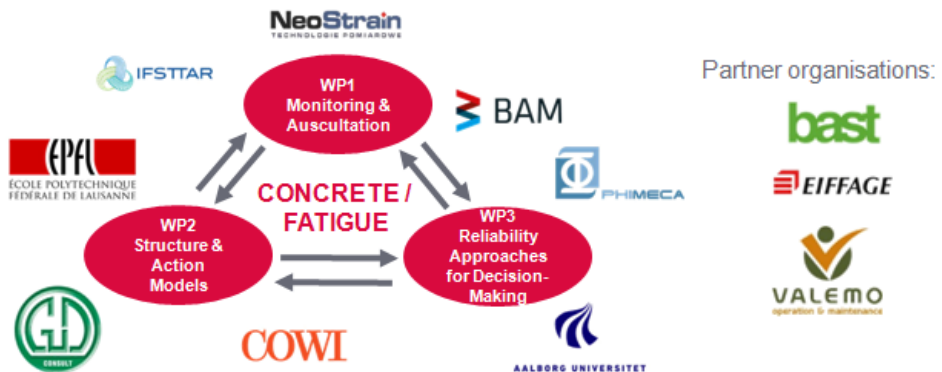 NeoStrain
TECHNOLOGIE POMIAROWE
IFSTTAR
WP1
Monitoring &
Auscultation
BAM
Partner organisations:
bast
EPFL
ÉCOLE POLYTECHNIQUE
FÉDÉRALE DE LAUSANNE
PHIMECA
EIFFAGE
CONCRETE /
FATIGUE
WP2
Structure &
Action
Models
WP3
Reliability
Approaches
for Decision-
Making
VALEMO
operation & maintenance
CONSULT
COWI
AALBORG UNIVERSITET